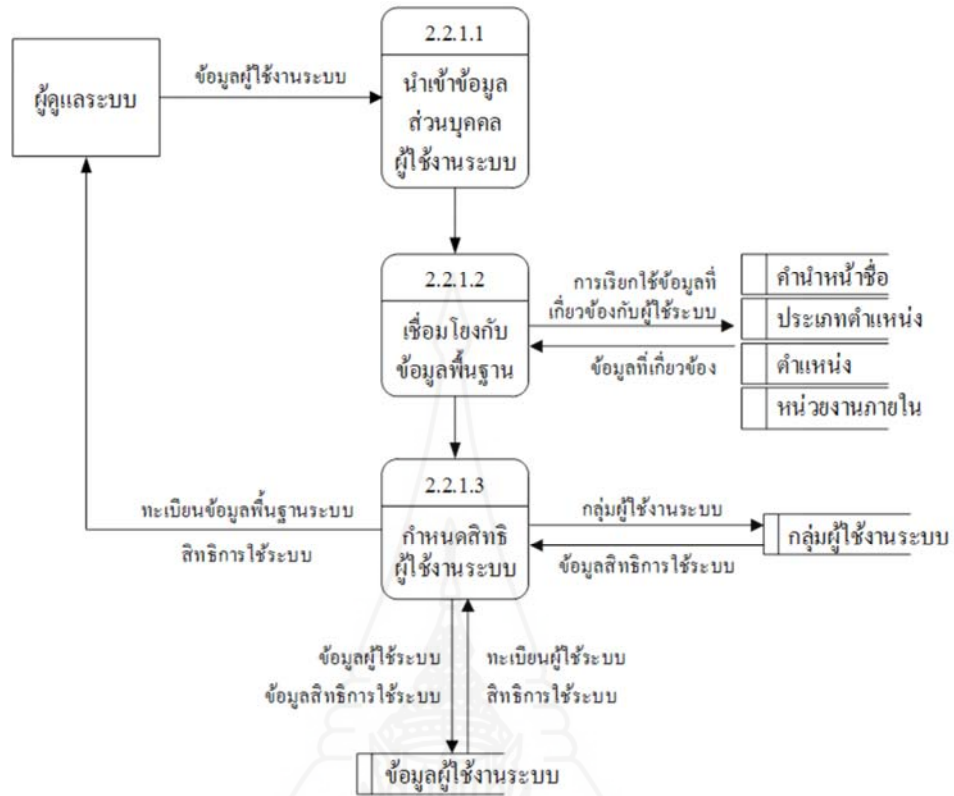 2.2.1.1
ผู้ดูแลระบบ
ข้อมูลผู้ใช้งานระบบ
นำเข้าข้อมูล
ส่วนบุคคล
ผู้ใช้งานระบบ
2.2.1.2
เชื่อมโยงกับ
ข้อมูลพื้นฐาน
การเรียกใช้ข้อมูลที่
เกี่ยวข้องกับผู้ใช้ระบบ
ข้อมูลที่เกี่ยวข้อง
คำนำหน้าชื่อ
ประเภทตำแหน่ง
ตำแหน่ง
หน่วยงานภายใน
2.2.1.3
กำหนดสิทธิ
ผู้ใช้งานระบบ
ทะเบียนข้อมูลพื้นฐานระบบ
สิทธิการใช้ระบบ
กลุ่มผู้ใช้งานระบบ
ข้อมูลสิทธิการใช้ระบบ
กลุ่มผู้ใช้งานระบบ
ข้อมูลผู้ใช้ระบบ
ข้อมูลสิทธิการใช้ระบบ
ทะเบียนผู้ใช้ระบบ
สิทธิการใช้ระบบ
ข้อมูลผู้ใช้งานระบบ